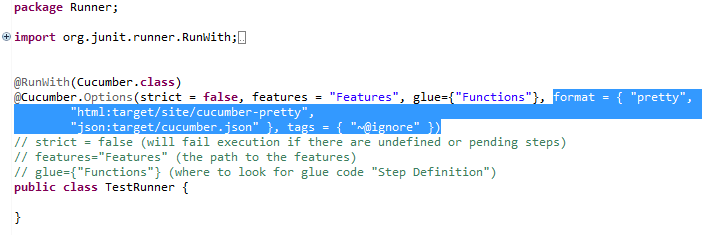 package Runner;
import org.junit.runner.RunWith;
@RunWith(Cucumber.class)
@Cucumber.Options(strict = false, features = "Features", glue={"Functions"}, format = { "pretty",
"html:target/site/cucumber-pretty",
"json:target/cucumber.json" }, tags = { "~@ignore" })
// strict = false (will fail execution if there are undefined or pending steps)
// features="Features" (the path to the features)
// glue={"Functions"} (where to look for glue code "Step Definition")
public class TestRunner {
}